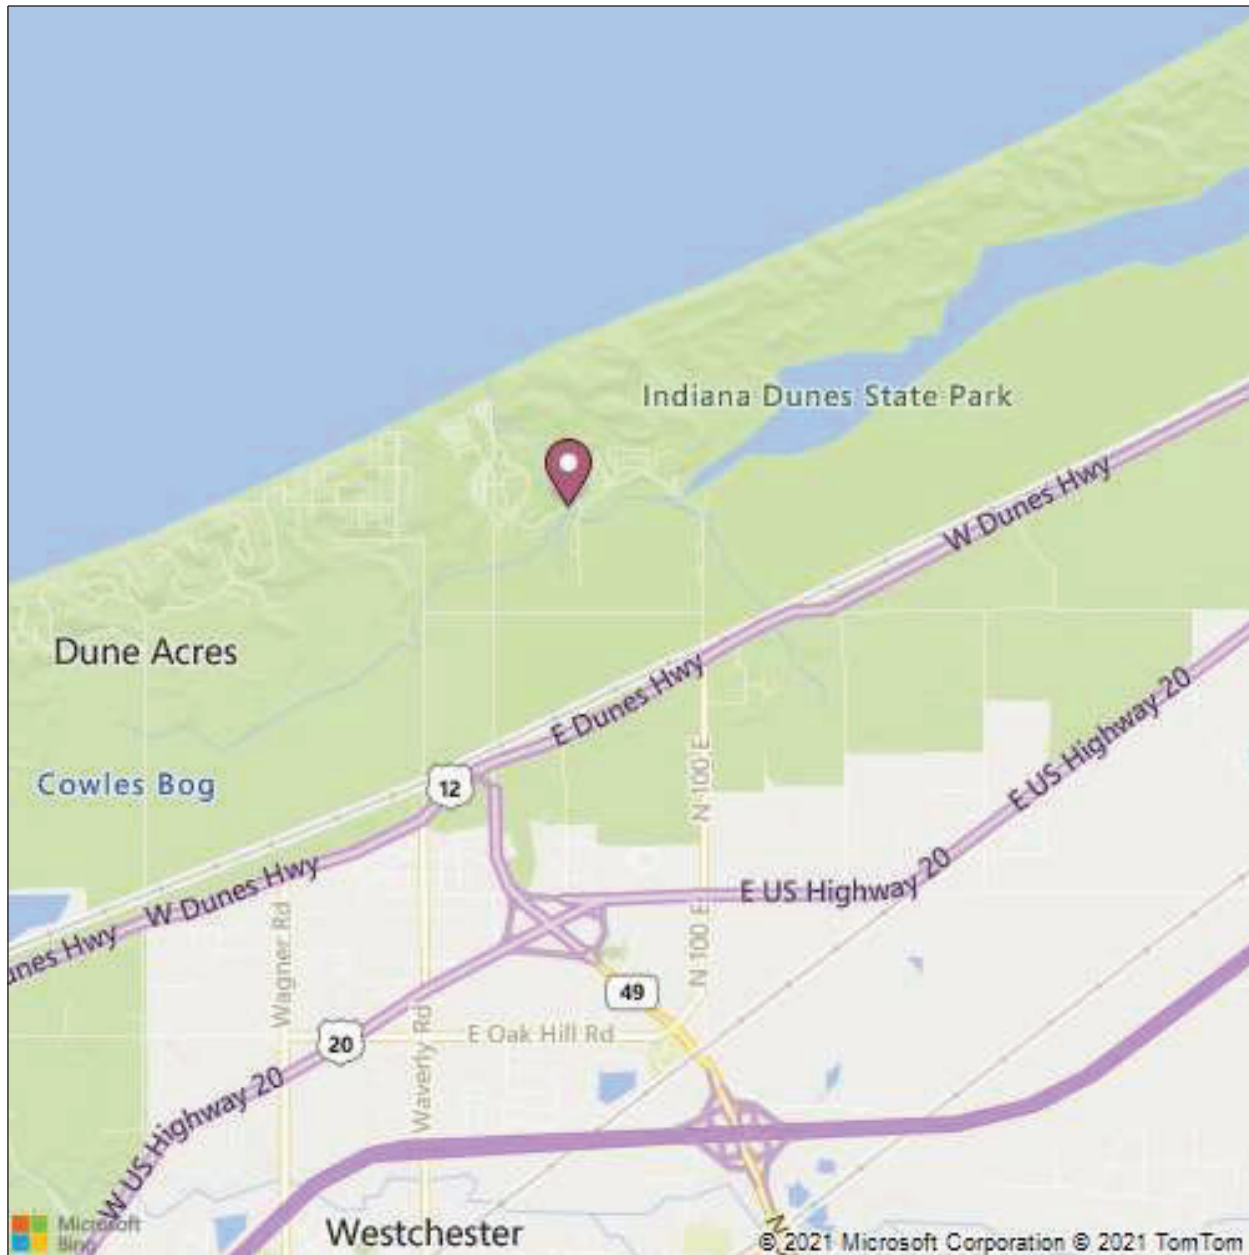 Indiana Dunes State Park
W Dunes Hwy
Dune Acres
E Dunes Hwy
E US Highway 20
Cowles Bog
12
N 100 E
W Dunes Hwy
E US Highway 20
unes Hwy
Wagner Rd
N 100 E
49
Waverly Rd
E Oak Hill Rd
20
W US Highway 20
Microsoft
Bing
Westchester
N
© 2021 Microsoft Corporation © 2021 TomTom